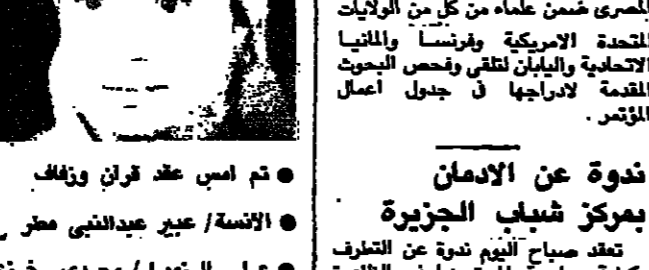 المصرى ضمن علماء من كل من الولايات
المتحدة الامريكية وفرنسا والمانيا
الاتحادية واليابان لتلقى وفحص البحوث
المقدمة لادراجها فى جدول اعمال
المؤتمر .
ندوة عن الادمان
بمركز شباب الجزيرة
تعقد صباح اليوم ندوة عن التطرف
● تم امس عقد قران وزفاف
● الانسة/ عبير عبدالنبى مطر